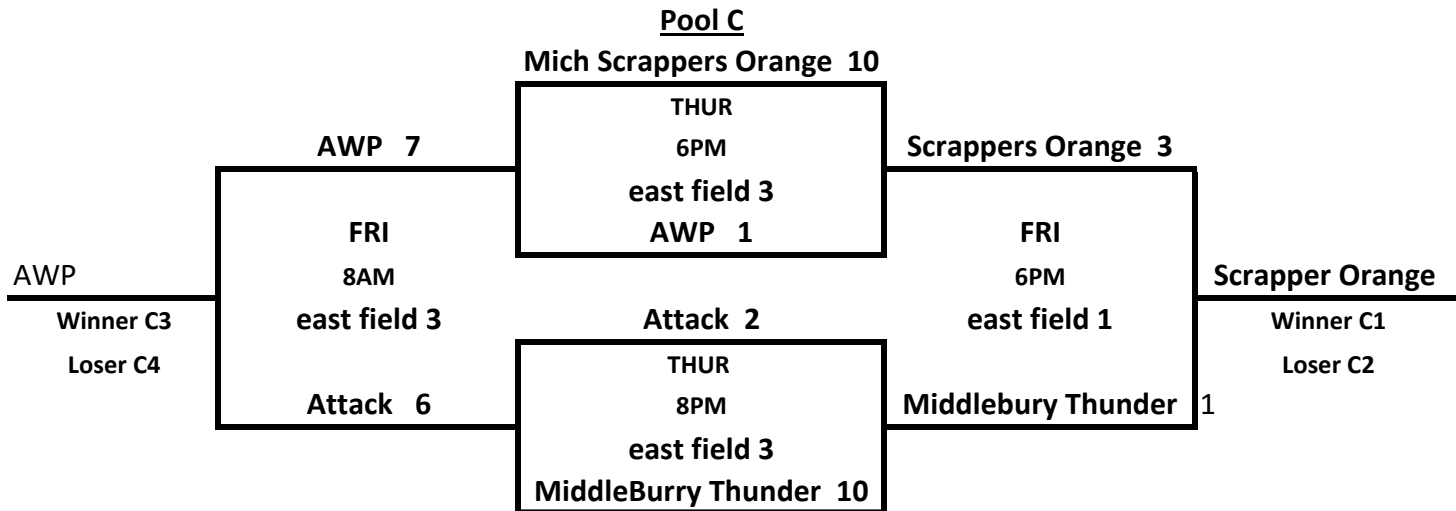 Pool C
Mich Scrappers Orange 10
THUR
AWP 7
6PM
Scrappers Orange 3
east field 3
FRI
AWP 1
FRI
AWP
8AM
6PM
Scrapper Orange
Winner C3
east field 3
Attack 2
east field 1
Winner C1
Loser C4
THUR
Loser C2
Attack 6
8PM
Middlebury Thunder 1
east field 3
MiddleBurry Thunder 10